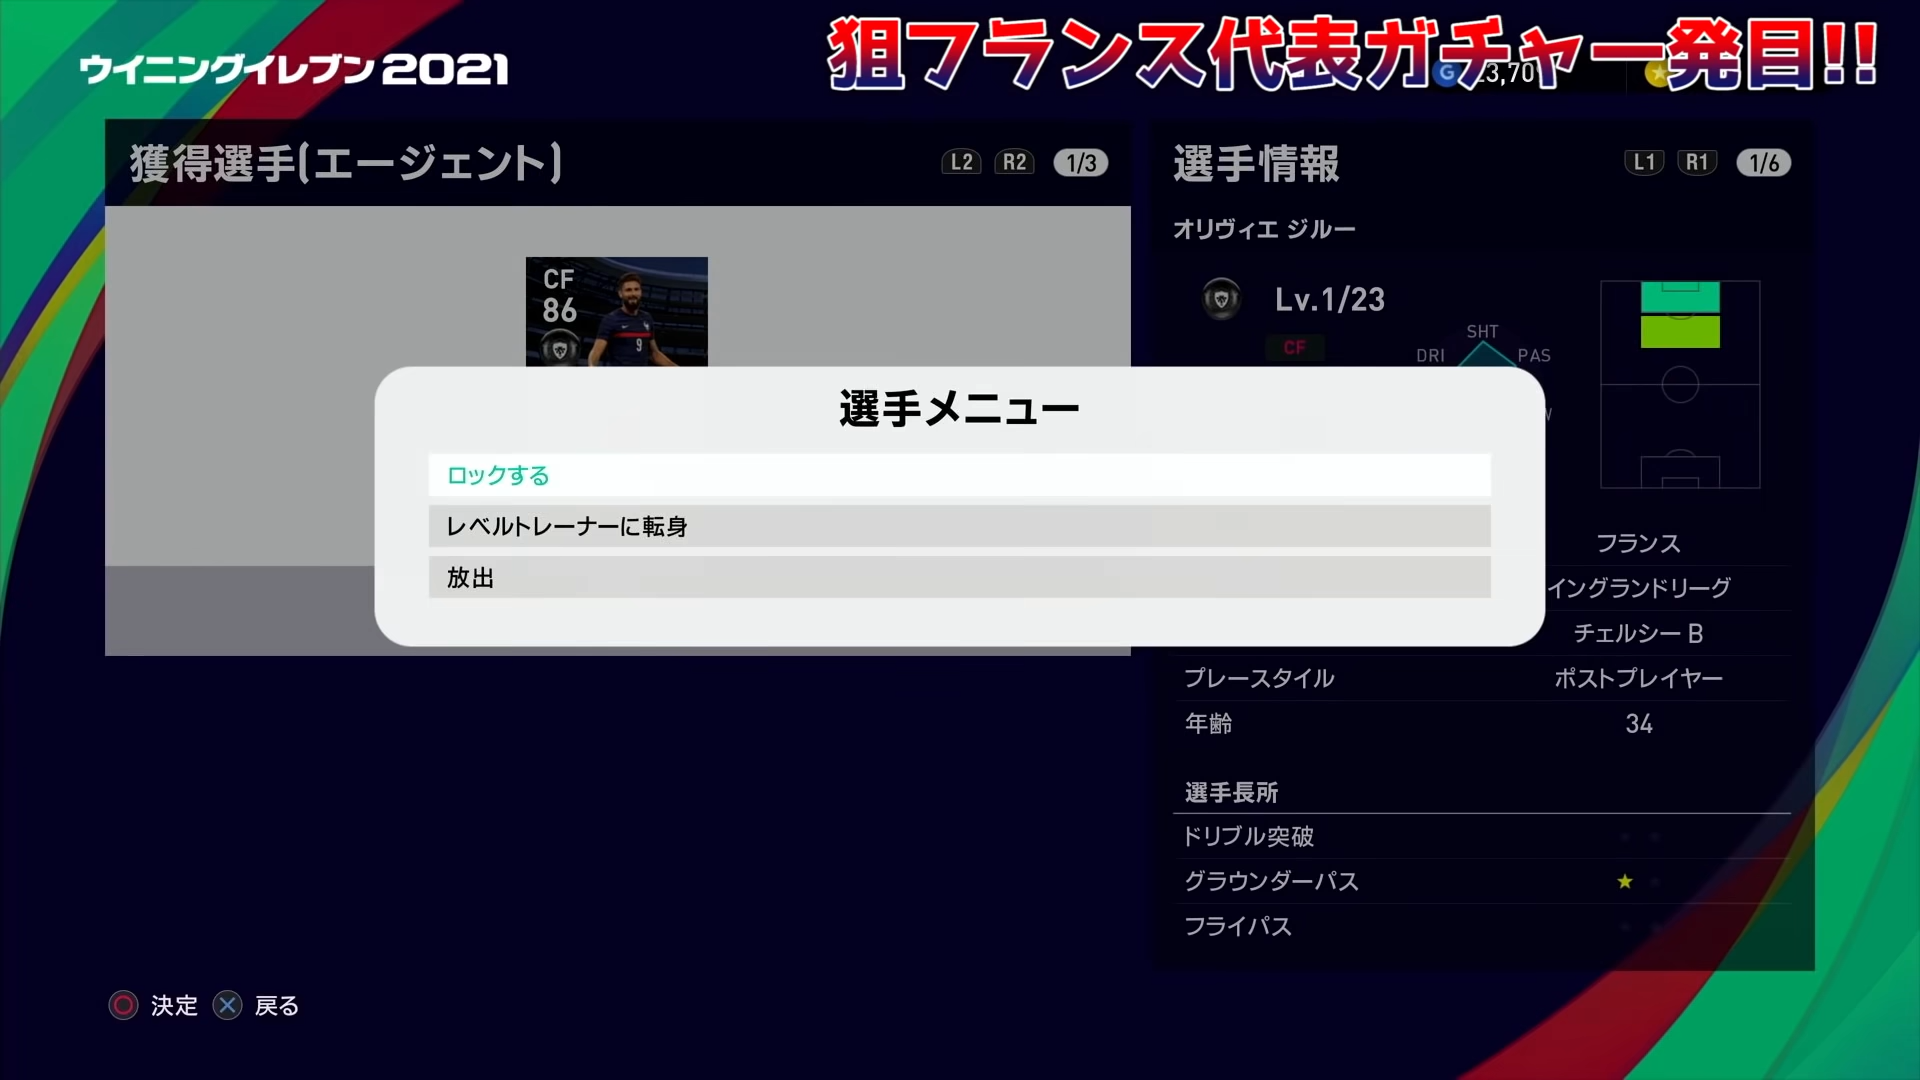 ウイニングイレブン2021
狙フランス代表ガチャ一発目!!
獲得選手(エージェント)
L2 R2 1/3
選手情報
L1 R1 1/6
オリヴィエ ジルー
CF
86
9
Lv.1/23
CF
SHT
DRI
PAS
選手メニュー
ロックする
レベルトレーナーに転身
放出
フランス
イングランドリーグ
チェルシー B
プレースタイル ポストプレイヤー
年齢 34
選手長所
ドリブル突破
グラウンダーパス ★
フライパス
決定 戻る